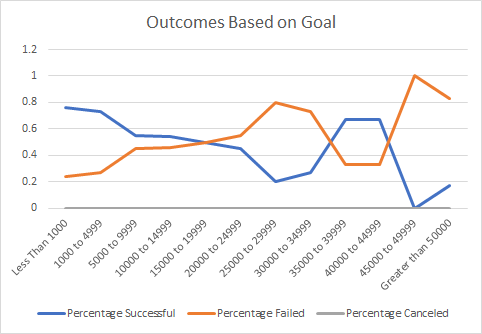 Outcomes Based on Goal
1.2
1
0.8
0.6
0.4
0.2
0
Less Than 1000
1000 to 4999
5000 to 9999
10000 to 14999
15000 to 19999
20000 to 24999
25000 to 29999
30000 to 34999
35000 to 39999
40000 to 44999
45000 to 49999
Greater than 50000
Percentage Successful
Percentage Failed
Percentage Canceled